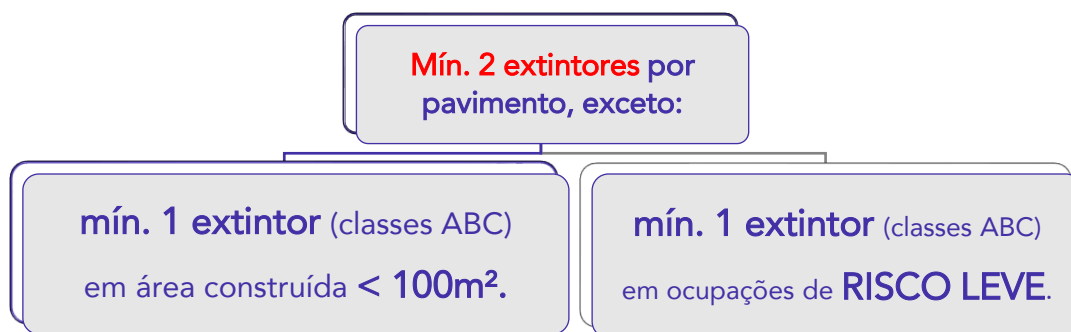 Mín. 2 extintores por
pavimento, exceto:
mín. 1 extintor (classes ABC)
em área construída < 100m².
mín. 1 extintor (classes ABC)
em ocupações de RISCO LEVE.